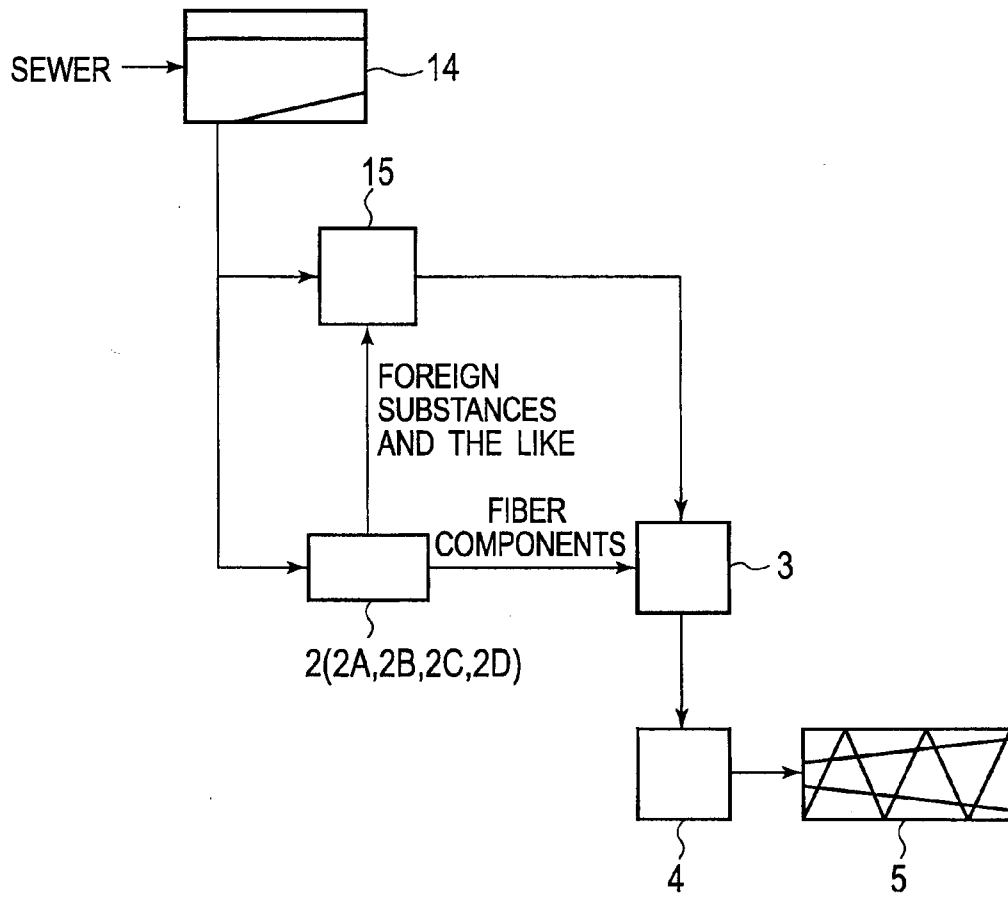 SEWER
14
15
FOREIGN
SUBSTANCES
AND THE LIKE
FIBER
COMPONENTS
3
2(2A,2B,2C,2D)
4
5